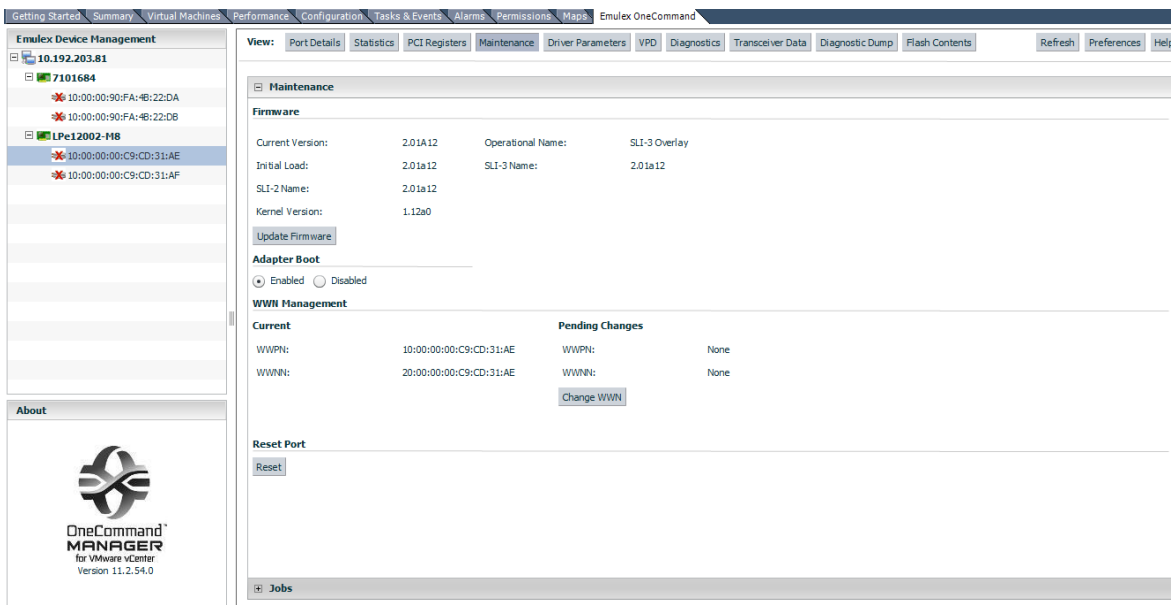 Getting Started Summary Virtual Machines Performance Configuration Tasks & Events Alarms Permissions Maps Emulex OneCommand
Emulex Device Management
10.192.203.81
7101684
10:00:00:90:FA:4B:22:DA
10:00:00:90:FA:4B:22:DB
LPe12002-M8
10:00:00:00:C9:CD:31:AE
10:00:00:00:C9:CD:31:AF
About
OneCommand™
MANAGER
for VMware vCenter
Version 11.2.54.0
View: Port Details Statistics PCI Registers Maintenance Driver Parameters VPD Diagnostics Transceiver Data Diagnostic Dump Flash Contents Refresh Preferences Help
Maintenance
Firmware
Current Version: 2.01A12 Operational Name: SLI-3 Overlay
Initial Load: 2.01a12 SLI-3 Name: 2.01a12
SLI-2 Name: 2.01a12
Kernel Version: 1.12a0
Update Firmware
Adapter Boot
Enabled Disabled
WWN Management
Current Pending Changes
WWPN: 10:00:00:00:C9:CD:31:AE WWPN: None
WWNN: 20:00:00:00:C9:CD:31:AE WWNN: None
Change WWN
Reset Port
Reset
Jobs